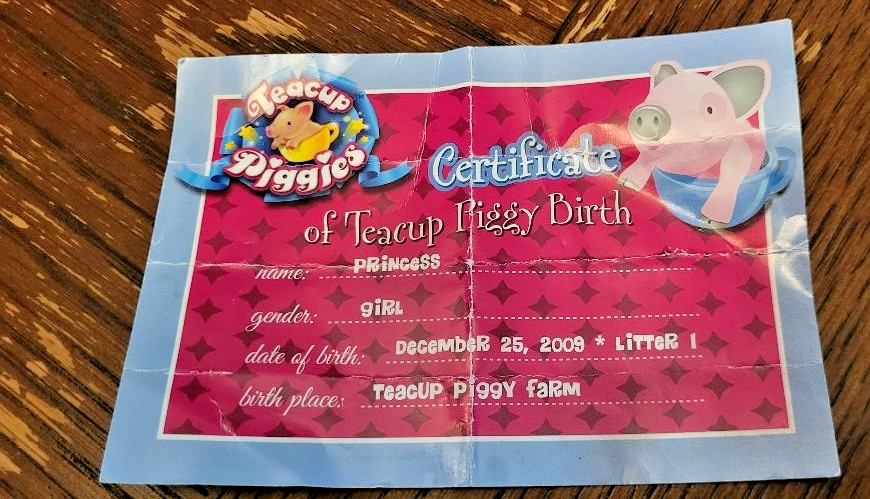 Teacup
Piggies
Certificate
of Teacup Piggy Birth
name: PRINCESS
gender: GIRL
date of birth: DECEMBER 25, 2009 * LITTER 1
birth place: TEACUP PIGGY FARM